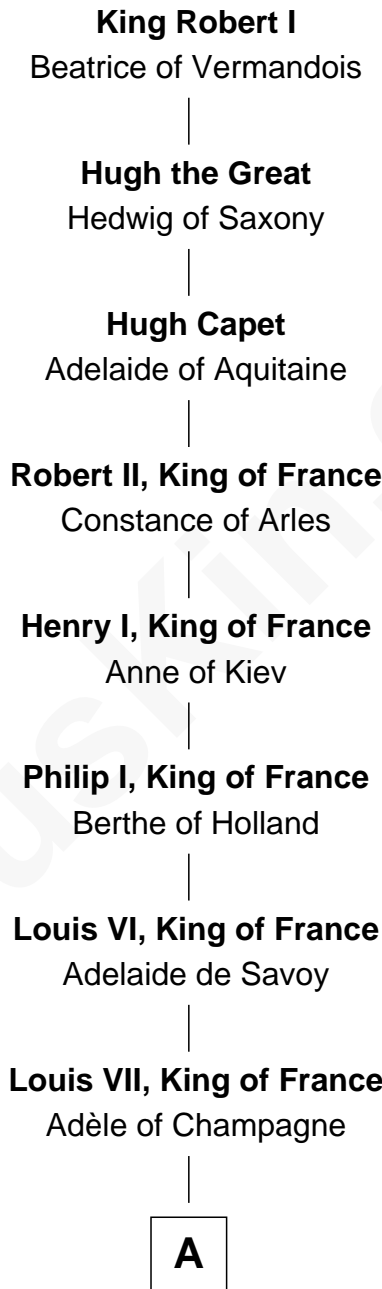 King Robert I
Beatrice of Vermandois
Hugh the Great
Hedwig of Saxony
Hugh Capet
Adelaide of Aquitaine
Robert II, King of France
Constance of Arles
Henry I, King of France
Anne of Kiev
Philip I, King of France
Berthe of Holland
Louis VI, King of France
Adelaide de Savoy
Louis VII, King of France
Adèle of Champagne
A